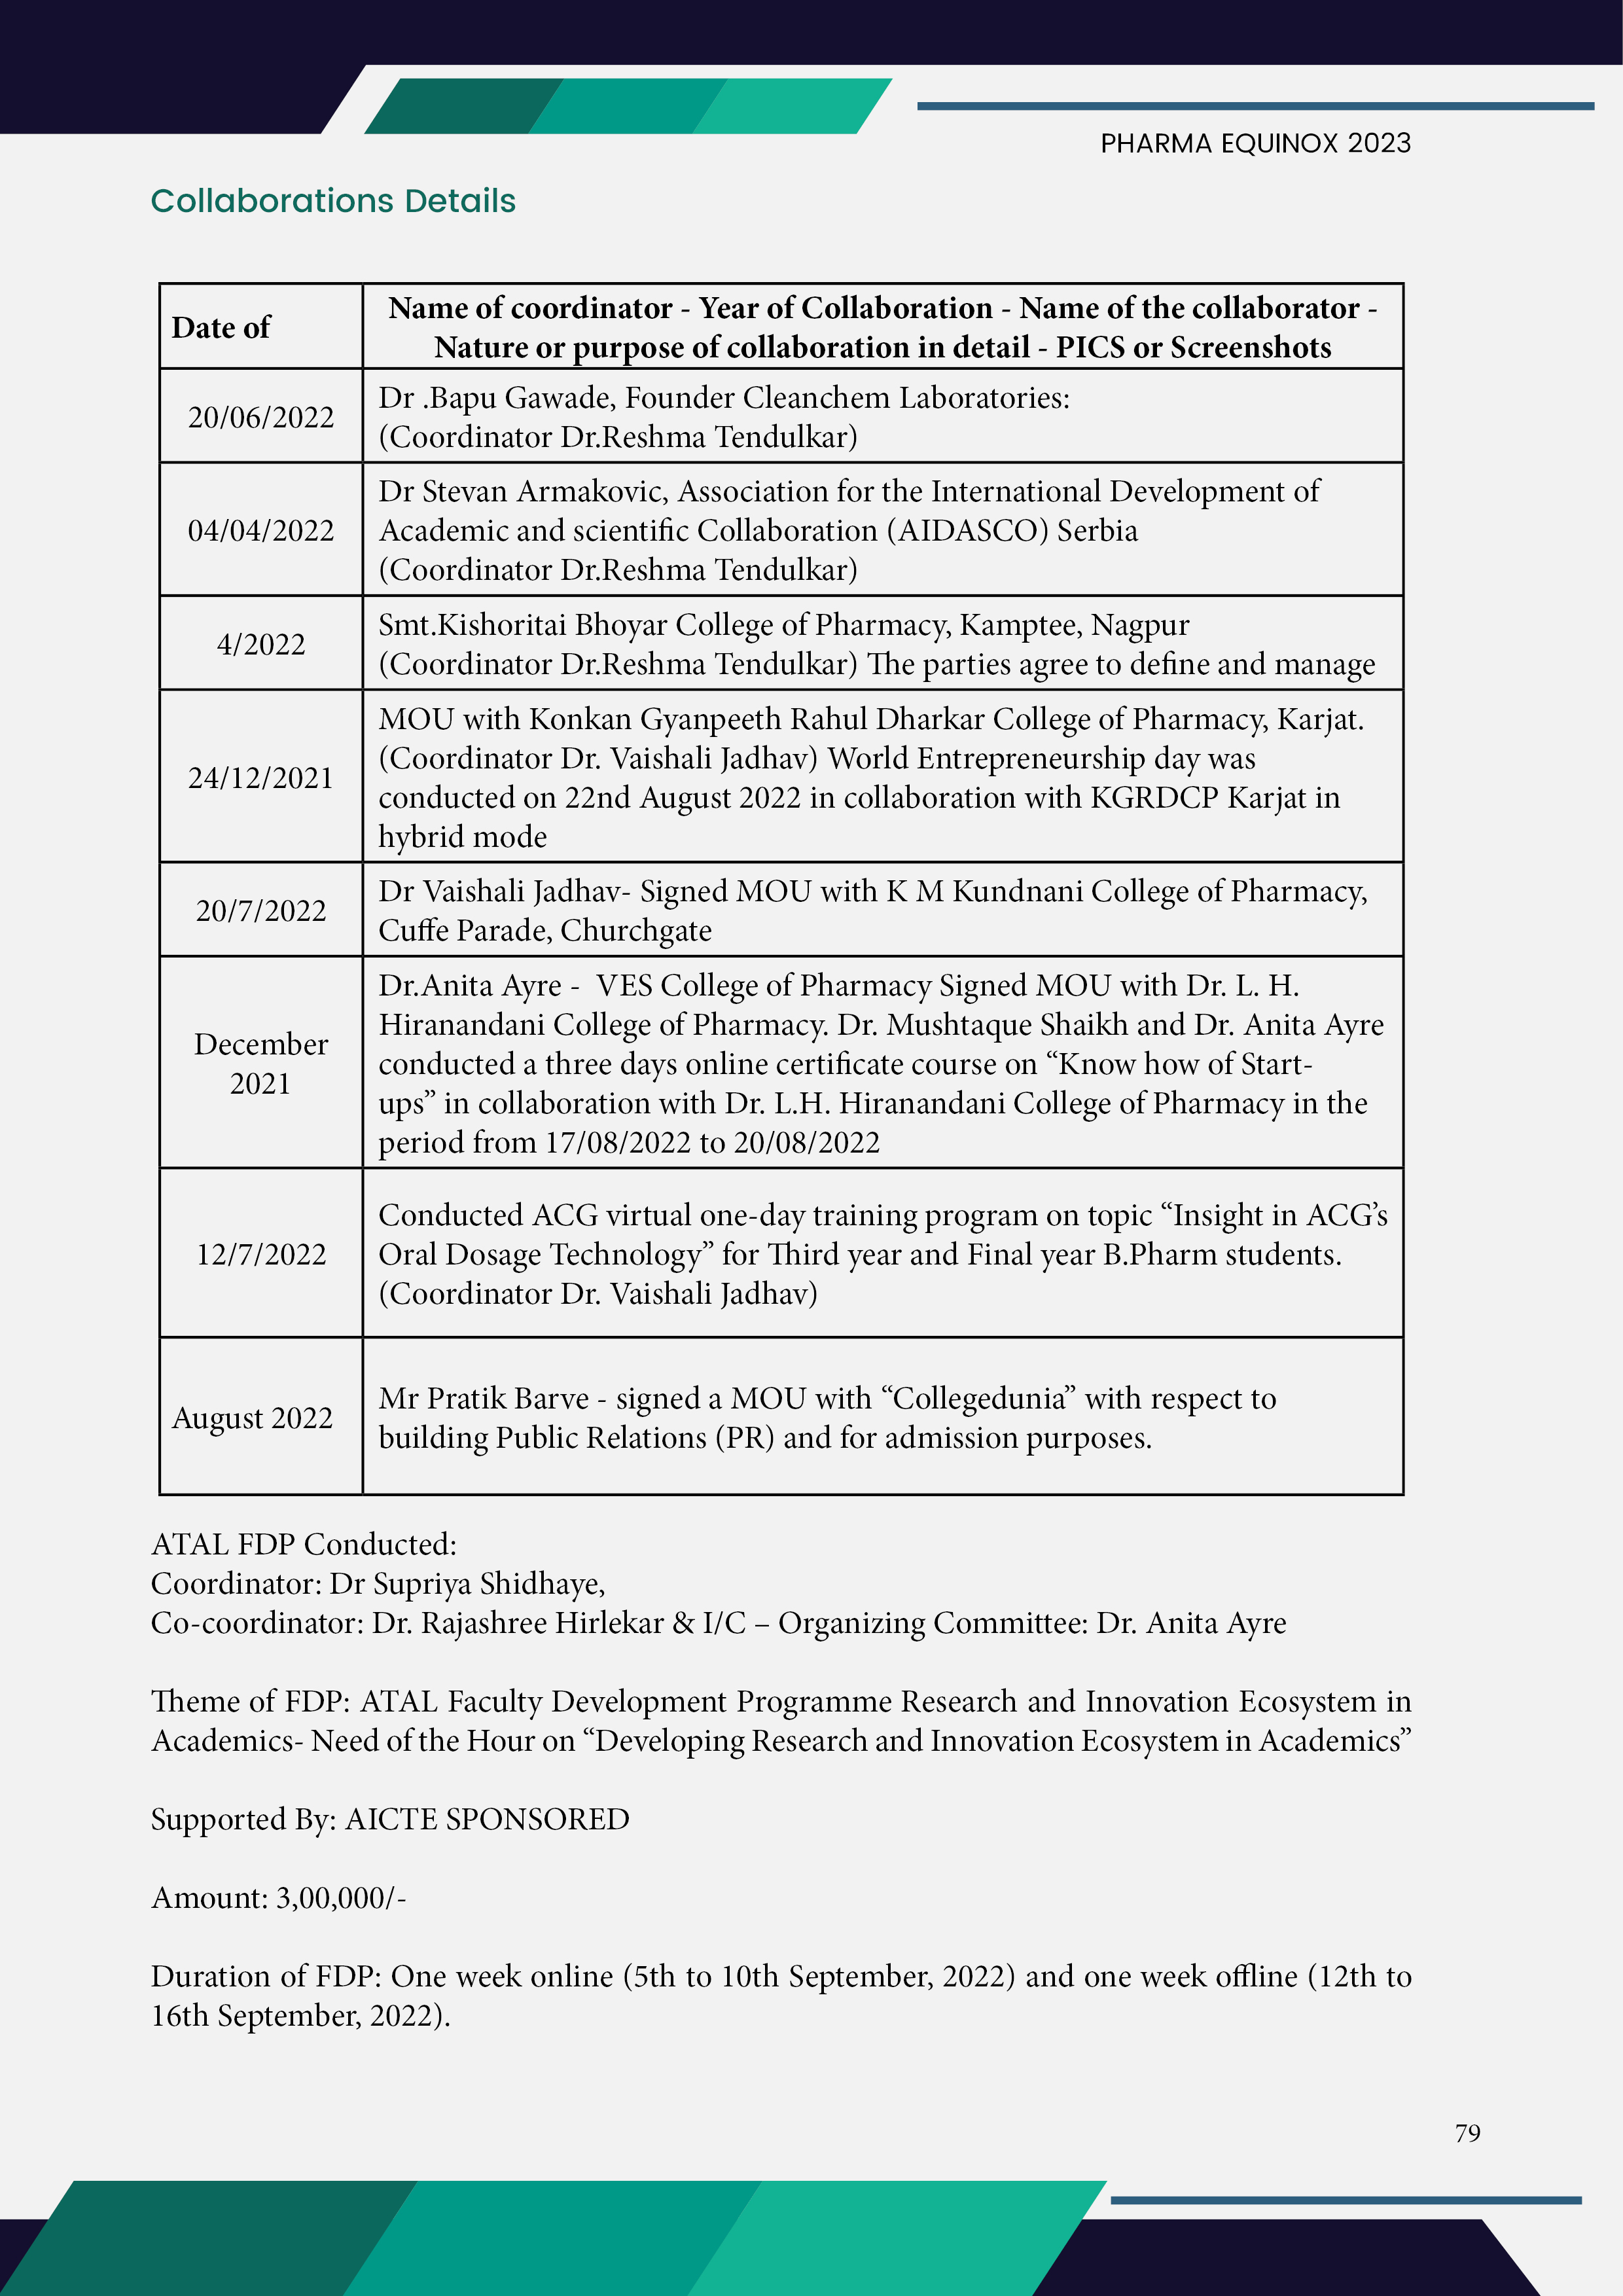 PHARMA EQUINOX 2023
Collaborations Details
Date of
Name of coordinator - Year of Collaboration - Name of the collaborator -
Nature or purpose of collaboration in detail - PICS or Screenshots
20/06/2022
Dr .Bapu Gawade, Founder Cleanchem Laboratories:
(Coordinator Dr.Reshma Tendulkar)
04/04/2022
Dr Stevan Armakovic, Association for the International Development of
Academic and scientific Collaboration (AIDASCO) Serbia
(Coordinator Dr.Reshma Tendulkar)
4/2022
Smt.Kishoritai Bhoyar College of Pharmacy, Kamptee, Nagpur
(Coordinator Dr.Reshma Tendulkar) The parties agree to define and manage
24/12/2021
MOU with Konkan Gyanpeeth Rahul Dharkar College of Pharmacy, Karjat.
(Coordinator Dr. Vaishali Jadhav) World Entrepreneurship day was
conducted on 22nd August 2022 in collaboration with KGRDCP Karjat in
hybrid mode
20/7/2022
Dr Vaishali Jadhav- Signed MOU with K M Kundnani College of Pharmacy,
Cuffe Parade, Churchgate
December
2021
Dr.Anita Ayre -  VES College of Pharmacy Signed MOU with Dr. L. H.
Hiranandani College of Pharmacy. Dr. Mushtaque Shaikh and Dr. Anita Ayre
conducted a three days online certificate course on “Know how of Start-
ups” in collaboration with Dr. L.H. Hiranandani College of Pharmacy in the
period from 17/08/2022 to 20/08/2022
12/7/2022
Conducted ACG virtual one-day training program on topic “Insight in ACG’s
Oral Dosage Technology” for Third year and Final year B.Pharm students.
(Coordinator Dr. Vaishali Jadhav)
August 2022
Mr Pratik Barve - signed a MOU with “Collegedunia” with respect to
building Public Relations (PR) and for admission purposes.
ATAL FDP Conducted:
Coordinator: Dr Supriya Shidhaye,
Co-coordinator: Dr. Rajashree Hirlekar & I/C – Organizing Committee: Dr. Anita Ayre
Theme of FDP: ATAL Faculty Development Programme Research and Innovation Ecosystem in
Academics- Need of the Hour on “Developing Research and Innovation Ecosystem in Academics”
Supported By: AICTE SPONSORED
Amount: 3,00,000/-
Duration of FDP: One week online (5th to 10th September, 2022) and one week offline (12th to
16th September, 2022).
79